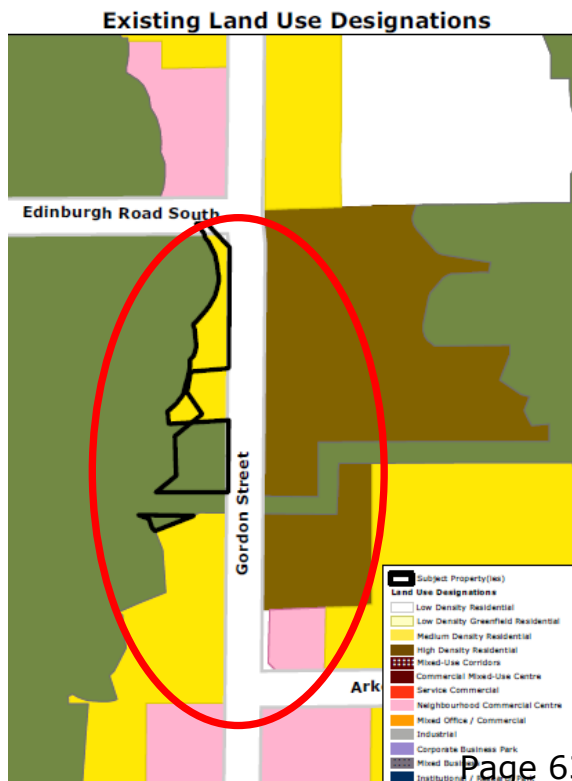 Existing Land Use Designations
Edinburgh Road South
Gordon Street
Ark
Subject Property(ies)
Land Use Designations
Low Density Residential
Low Density Greenfield Residential
Medium Density Residential
High Density Residential
Mixed-Use Corridors
Commercial Mixed-Use Centre
Service Commercial
Neighbourhood Commercial Centre
Mixed Office / Commercial
Industrial
Corporate Business Park
Mixed
Institutional /
Page 6